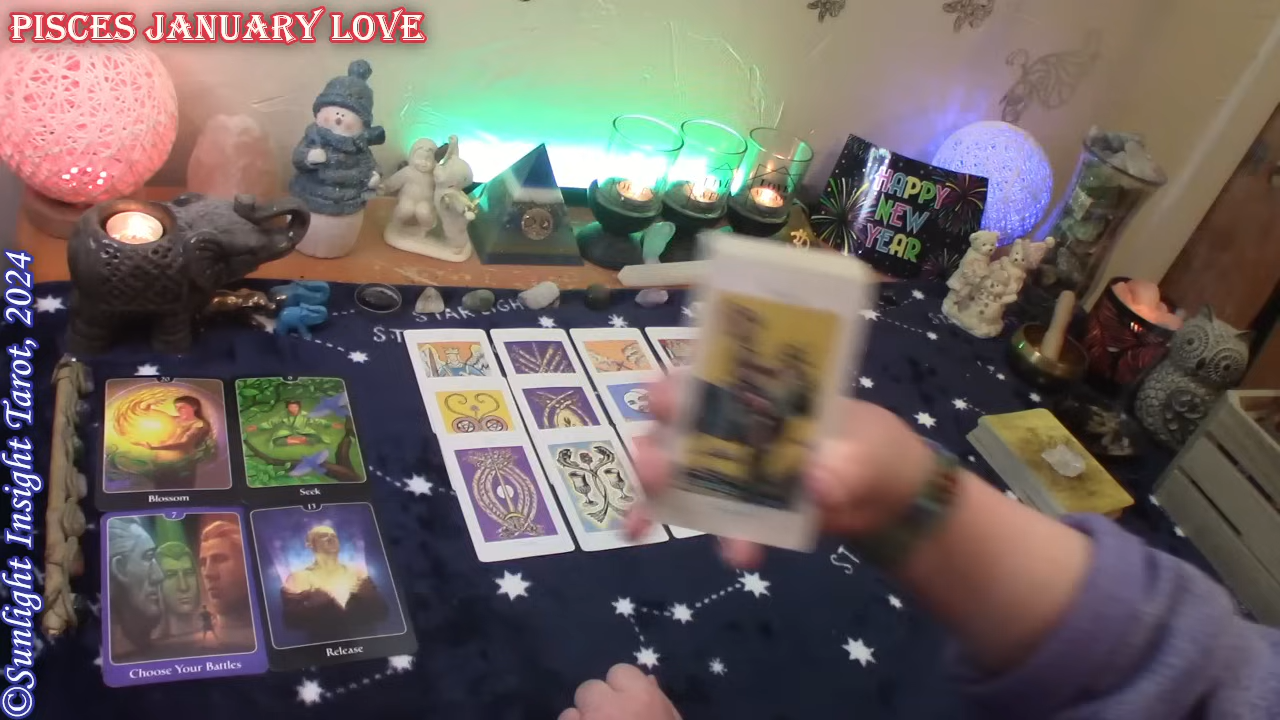 PISCES JANUARY LOVE
HAPPY
NEW
YEAR
20
Blossom
9
Seek
7
Choose Your Battles
13
Release
©Sunlight Insight Tarot, 2024